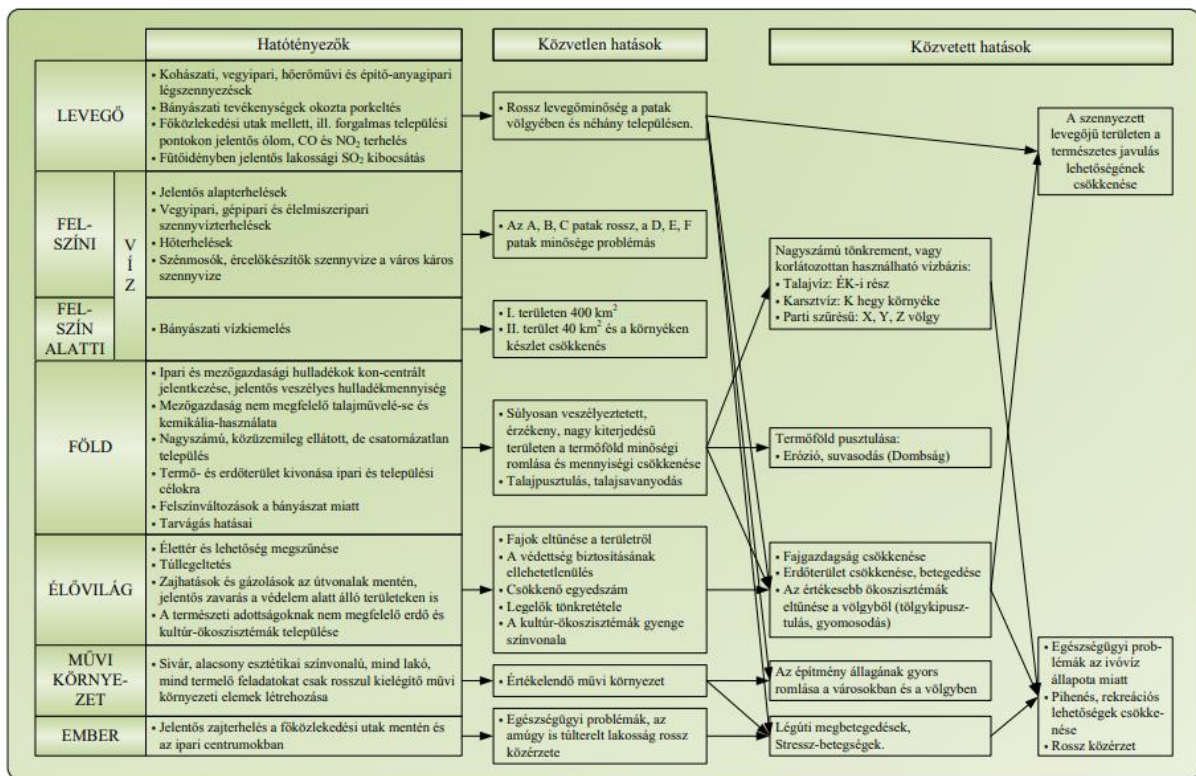 Hatótényezők
Közvetlen hatások
Közvetett hatások
LEVEGŐ
▪ Kohászati, vegyipari, hőerőművi és építő-anyagipari
légszennyezések
▪ Bányászati tevékenységek okozta porkeltés
▪ Főközlekedési utak mellett, ill. forgalmas települési
pontokon jelentős ólom, CO és NO₂ terhelés
▪ Fűtőidényben jelentős lakossági SO₂ kibocsátás
▪ Rossz levegőminőség a patak
völgyében és néhány településen.
A szennyezett
levegőjű területen a
természetes javulás
lehetőségének
csökkenése
FEL-
SZÍNI
V
Í
Z
▪ Jelentős alapterhelések
▪ Vegyipari, gépipari és élelmiszeripari
szennyvízterhelések
▪ Hőterhelések
▪ Szénmosók, ércelőkészítők szennyvize a város káros
szennyvize
▪ Az A, B, C patak rossz, a D, E, F
patak minősége problémás
Nagyszámú tönkrement, vagy
korlátozottan használható vízbázis:
▪ Talajvíz: ÉK-i rész
▪ Karsztvíz: K hegy környéke
▪ Parti szűrésű: X, Y, Z völgy
FEL-
SZÍN
ALATTI
▪ Bányászati vízkiemelés
▪ I. területen 400 km²
▪ II. terület 40 km² és a környéken
készlet csökkenés
FÖLD
▪ Ipari és mezőgazdasági hulladékok kon-centrált
jelentkezése, jelentős veszélyes hulladékmennyiség
▪ Mezőgazdaság nem megfelelő talajművelé-se és
kemikália-használata
▪ Nagyszámú, közüzemileg ellátott, de csatornázatlan
település
▪ Termő- és erdőterület kivonása ipari és települési
célokra
▪ Felszínváltozások a bányászat miatt
▪ Tarvágás hatásai
▪ Súlyosan veszélyeztetett,
érzékeny, nagy kiterjedésű
területen a termőföld minőségi
romlása és mennyiségi csökkenése
▪ Talajpusztulás, talajsavanyodás
Termőföld pusztulása:
▪ Erózió, suvasodás (Dombság)
ÉLŐVILÁG
▪ Élettér és lehetőség megszűnése
▪ Túllegeltetés
▪ Zajhatások és gázolások az útvonalak mentén,
jelentős zavarás a védelem alatt álló területeken is
▪ A természeti adottságoknak nem megfelelő erdő és
kultúr-ökoszisztémák települése
▪ Fajok eltűnése a területről
▪ A védettség biztosításának
ellehetetlenülés
▪ Csökkenő egyedszám
▪ Legelők tönkretétele
▪ A kultúr-ökoszisztémák gyenge
színvonala
▪ Fajgazdagság csökkenése
▪ Erdőterület csökkenése, betegedése
▪ Az értékesebb ökoszisztémák
eltűnése a völgyből (tölgykipusz-
tulás, gyomosodás)
MŰVI
KÖRNYE-
ZET
▪ Sivár, alacsony esztétikai színvonalú, mind lakó,
mind termelő feladatokat csak rosszul kielégítő művi
környezeti elemek létrehozása
▪ Értékelendő művi környezet
Az építmény állagának gyors
romlása a városokban és a völgyben
▪ Egészségügyi prob-
lémák az ivóvíz
állapota miatt
▪ Pihenés, rekreációs
lehetőségek csökke-
nése
▪ Rossz közérzet
EMBER
▪ Jelentős zajterhelés a főközlekedési utak mentén és
az ipari centrumokban
▪ Egészségügyi problémák, az
amúgy is túlterelt lakosság rossz
közérzete
Légúti megbetegedések,
Stressz-betegségek.